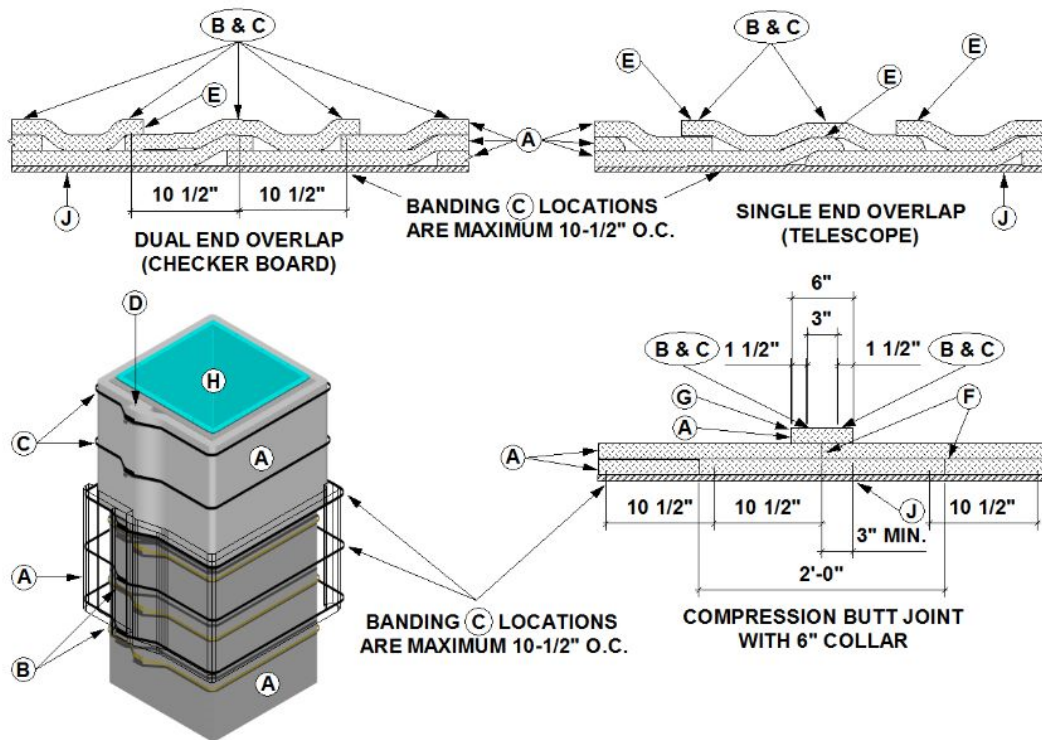 B & C
B & C
E
E
E
E
A
10 1/2" 10 1/2"
J
J
BANDING C LOCATIONS
ARE MAXIMUM 10-1/2" O.C.
DUAL END OVERLAP
(CHECKER BOARD)
SINGLE END OVERLAP
(TELESCOPE)
D
H
C
A
A
B
A
BANDING C LOCATIONS
ARE MAXIMUM 10-1/2" O.C.
6"
3"
1 1/2" 1 1/2"
B & C
B & C
G
F
A
A
10 1/2" 10 1/2" 10 1/2"
J
3" MIN.
2'-0"
COMPRESSION BUTT JOINT
WITH 6" COLLAR